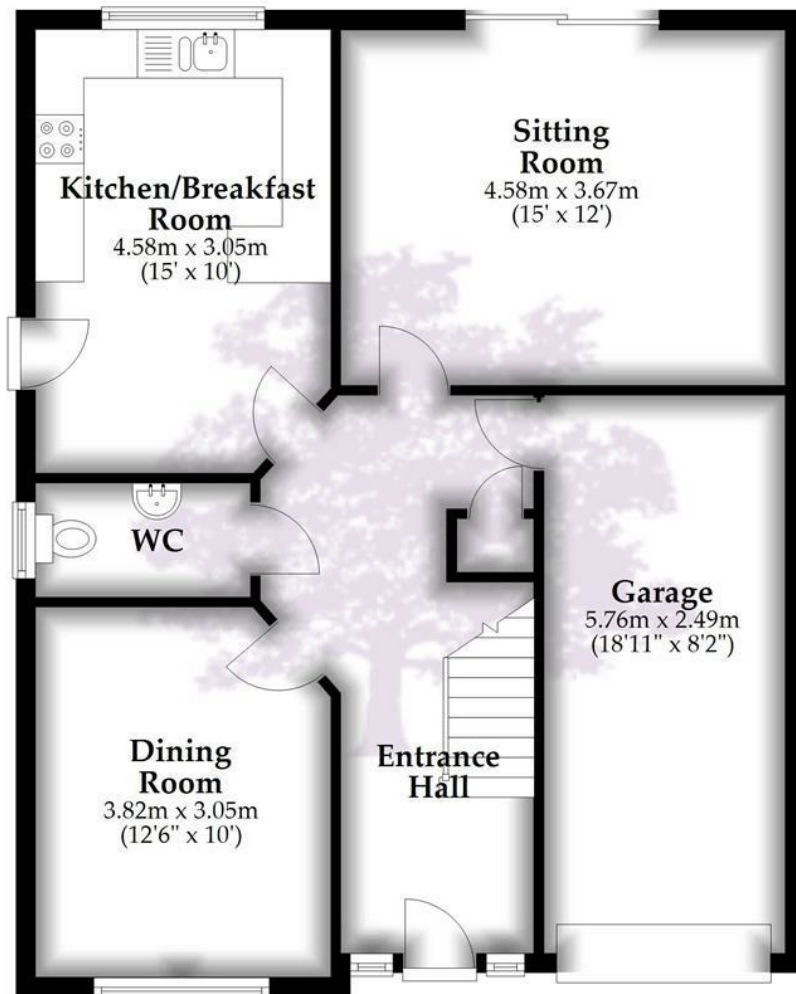 Sitting
Room
4.58m x 3.67m
(15' x 12')
Kitchen/Breakfast
Room
4.58m x 3.05m
(15' x 10')
WC
Garage
5.76m x 2.49m
(18'11" x 8'2")
Dining
Room
3.82m x 3.05m
(12'6" x 10')
Entrance
Hall